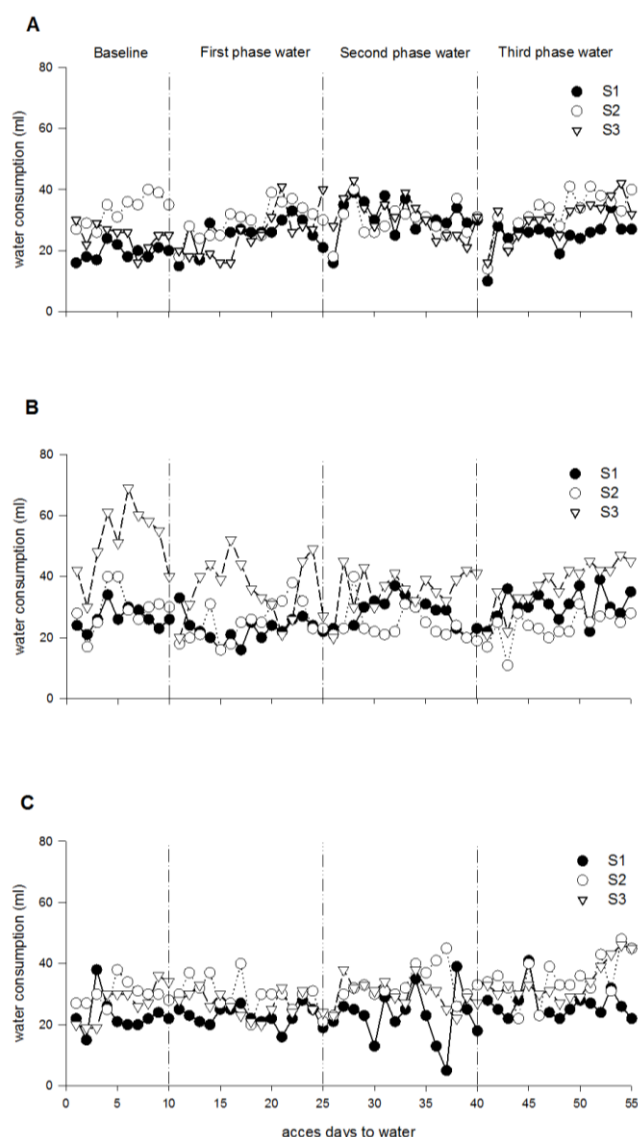 A
Baseline First phase water Second phase water Third phase water
80
60
40
20
0
water consumption (ml)
S1
S2
S3
B
80
60
40
20
0
water consumption (ml)
S1
S2
S3
C
80
60
40
20
0
water consumption (ml)
S1
S2
S3
0 5 10 15 20 25 30 35 40 45 50 55
acces days to water